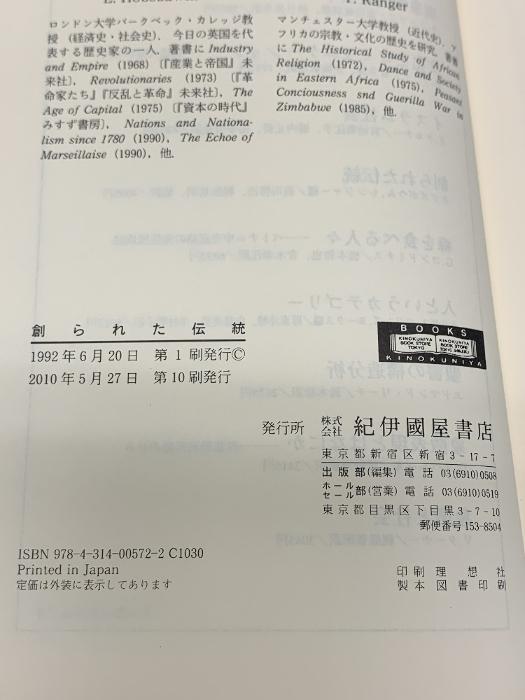 ロンドン大学バークベック・カレッジ教
授 (経済史・社会史)、今日の英国を代
表する歴史家の一人、著書に Industry
and Empire (1968) (『産業と帝国』未
来社), Revolutionaries (1973) (『革
命家たち』『反乱と革命』未来社), The
Age of Capital (1975) (『資本の時代』
みすず書房), Nations and Nationa-
lism since 1780 (1990), The Echoe of
Marseillaise (1990), 他.
T. Ranger
マンチェスター大学教授 (近代史)、ア
フリカの宗教・文化の歴史を研究、著書
に The Historical Study of African
Religion (1972), Dance and Society
in Eastern Africa (1975), Peasant
Conciousness snd Guerilla War in
Zimbabwe (1985), 他.
創られた伝統
1992年6月20日 第1刷発行©
2010年5月27日 第10刷発行
BOOKS
KINOKUNIYA
BOOK STORE
TOKYO
KINOKUNIYA
BOOK STORE
KINOKUNIYA
発行所 株式会社 紀伊國屋書店
東京都新宿区新宿3-17-7
出版部(編集) 電話 03(6910)0508
ホールセール部(営業) 電話 03(6910)0519
東京都目黒区下目黒3-7-10
郵便番号 153-8504
ISBN 978-4-314-00572-2 C1030
Printed in Japan
定価は外装に表示してあります
印刷 理想社
製本 図書印刷